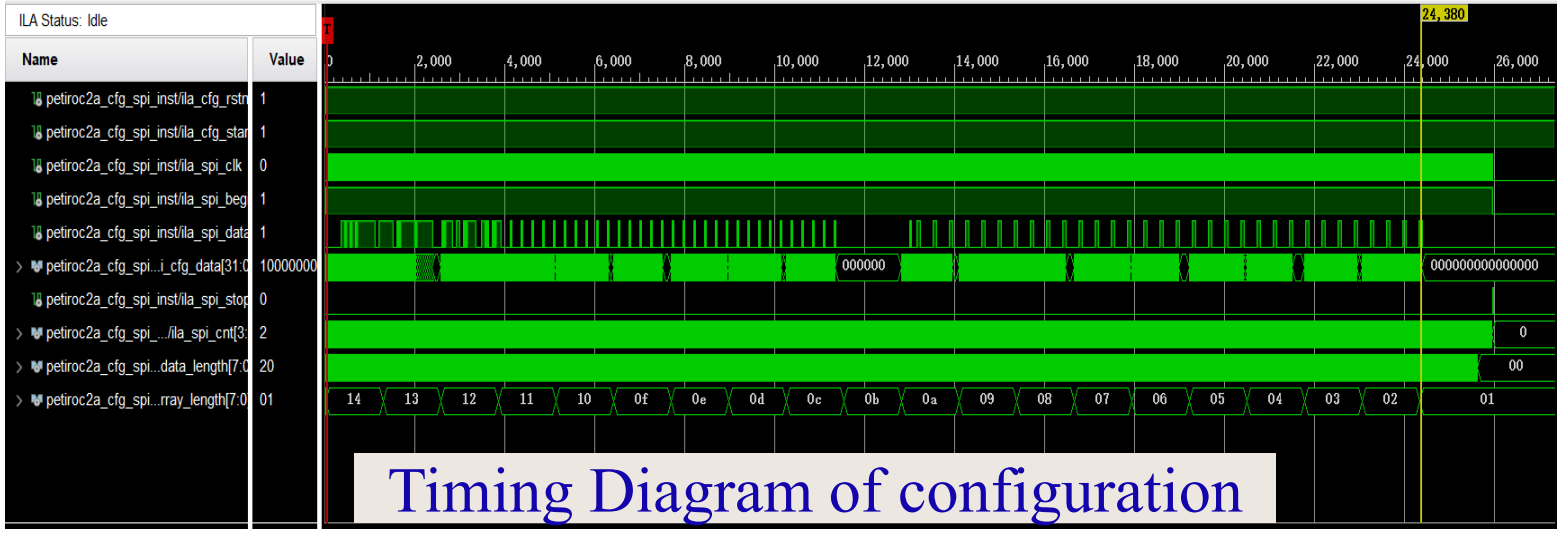 ILA Status: Idle
24,380
T
Name Value
0 2,000 4,000 6,000 8,000 10,000 12,000 14,000 16,000 18,000 20,000 22,000 24,000 26,000
petiroc2a_cfg_spi_inst/ila_cfg_rstn 1
petiroc2a_cfg_spi_inst/ila_cfg_star 1
petiroc2a_cfg_spi_inst/ila_spi_clk 0
petiroc2a_cfg_spi_inst/ila_spi_beg 1
petiroc2a_cfg_spi_inst/ila_spi_data 1
petiroc2a_cfg_spi...i_cfg_data[31:0 10000000 000000 000000000000000
petiroc2a_cfg_spi_inst/ila_spi_stop 0
petiroc2a_cfg_spi_.../ila_spi_cnt[3: 2 0
petiroc2a_cfg_spi...data_length[7:0 20 00
petiroc2a_cfg_spi...rray_length[7:0] 01 14 13 12 11 10 0f 0e 0d 0c 0b 0a 09 08 07 06 05 04 03 02 01
Timing Diagram of configuration